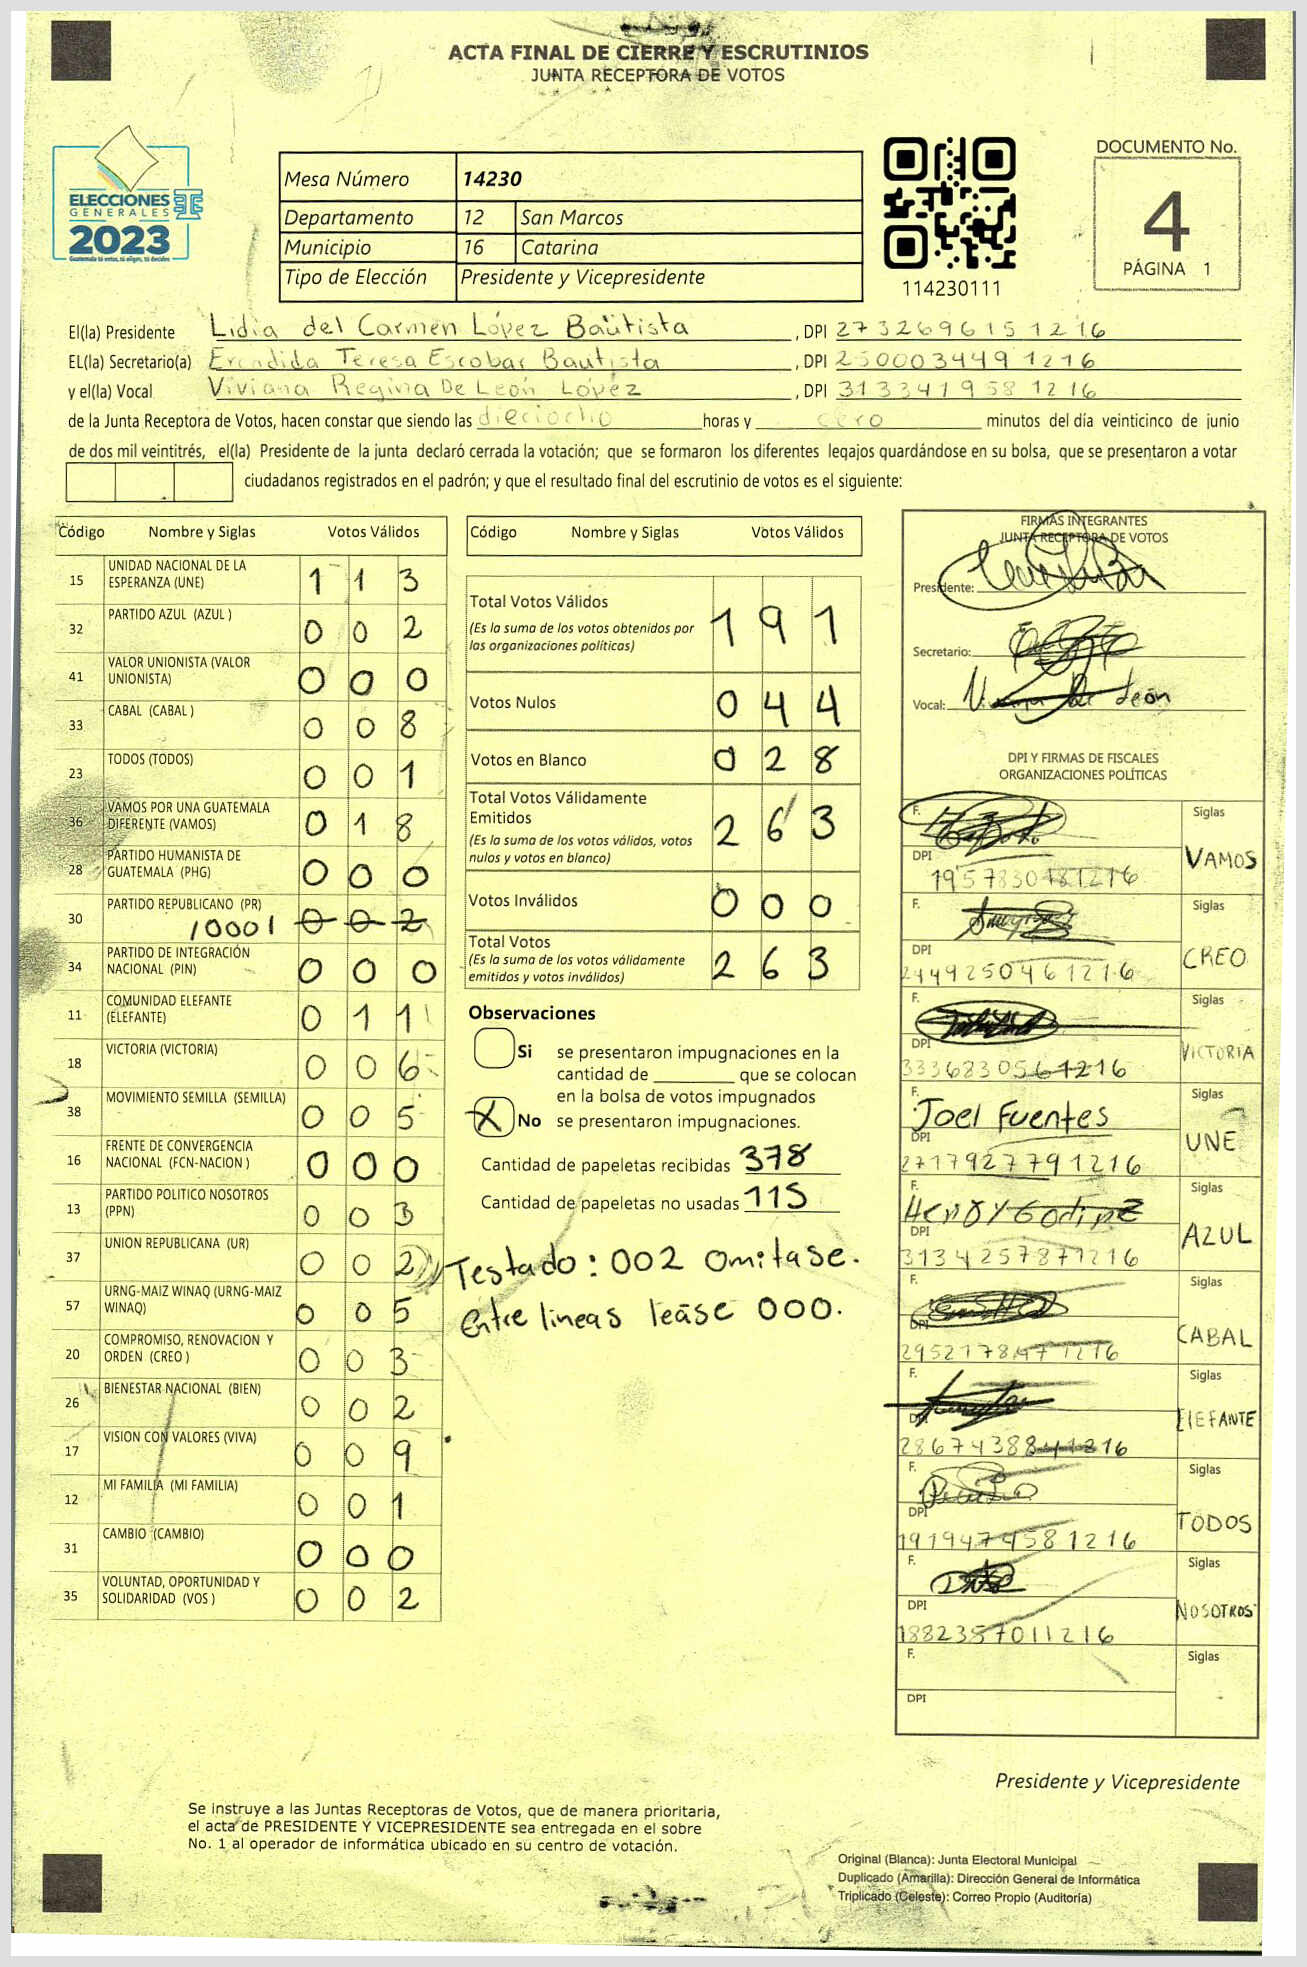 ACTA FINAL DE CIERRE Y ESCRUTINIOS
JUNTA RECEPTORA DE VOTOS
ELECCIONES
GENERALES
2023
Guatemala tú votas, tú eliges, tú decides
Mesa Número 14230
Departamento 12 San Marcos
Municipio 16 Catarina
Tipo de Elección Presidente y Vicepresidente
114230111
DOCUMENTO No.
4
PÁGINA 1
El(la) Presidente Lidia del Carmen López Bautista, DPI 2732696151216
EL(la) Secretario(a) Erendida Teresa Escobar Bautista, DPI 2500034491216
y el(la) Vocal Viviana Regina De León López, DPI 3133419581216
de la Junta Receptora de Votos, hacen constar que siendo las dieciocho horas y cero minutos del día veinticinco de junio
de dos mil veintitrés, el(la) Presidente de la junta declaró cerrada la votación; que se formaron los diferentes legajos guardándose en su bolsa, que se presentaron a votar
ciudadanos registrados en el padrón; y que el resultado final del escrutinio de votos es el siguiente:
Código Nombre y Siglas Votos Válidos
15 UNIDAD NACIONAL DE LA ESPERANZA (UNE) 1 1 3
32 PARTIDO AZUL (AZUL ) 0 0 2
41 VALOR UNIONISTA (VALOR UNIONISTA) 0 0 0
33 CABAL (CABAL ) 0 0 8
23 TODOS (TODOS) 0 0 1
36 VAMOS POR UNA GUATEMALA DIFERENTE (VAMOS) 0 1 8
28 PARTIDO HUMANISTA DE GUATEMALA (PHG) 0 0 0
30 PARTIDO REPUBLICANO (PR) 10001 0 0 2
34 PARTIDO DE INTEGRACIÓN NACIONAL (PIN) 0 0 0
11 COMUNIDAD ELEFANTE (ELEFANTE) 0 1 1
18 VICTORIA (VICTORIA) 0 0 6
38 MOVIMIENTO SEMILLA (SEMILLA) 0 0 5
16 FRENTE DE CONVERGENCIA NACIONAL (FCN-NACION ) 0 0 0
13 PARTIDO POLITICO NOSOTROS (PPN) 0 0 3
37 UNION REPUBLICANA (UR) 0 0 2
57 URNG-MAIZ WINAQ (URNG-MAIZ WINAQ) 0 0 5
20 COMPROMISO, RENOVACION Y ORDEN (CREO ) 0 0 3
26 BIENESTAR NACIONAL (BIEN) 0 0 2
17 VISION CON VALORES (VIVA) 0 0 9
12 MI FAMILIA (MI FAMILIA) 0 0 1
31 CAMBIO (CAMBIO) 0 0 0
35 VOLUNTAD, OPORTUNIDAD Y SOLIDARIDAD (VOS ) 0 0 2
Código Nombre y Siglas Votos Válidos
Total Votos Válidos 1 9 1
(Es la suma de los votos obtenidos por
las organizaciones políticas)
Votos Nulos 0 4 4
Votos en Blanco 0 2 8
Total Votos Válidamente
Emitidos 2 6 3
(Es la suma de los votos válidos, votos
nulos y votos en blanco)
Votos Inválidos 0 0 0
Total Votos 2 6 3
(Es la suma de los votos válidamente
emitidos y votos inválidos)
Observaciones
Si se presentaron impugnaciones en la
cantidad de ________ que se colocan
en la bolsa de votos impugnados
X No se presentaron impugnaciones.
Cantidad de papeletas recibidas 378
Cantidad de papeletas no usadas 115
Testado: 002 omitase.
Entre lineas lease 000.
FIRMAS INTEGRANTES
JUNTA RECEPTORA DE VOTOS
Presidente:
Secretario:
Vocal: de León
DPI Y FIRMAS DE FISCALES
ORGANIZACIONES POLÍTICAS
F. Siglas
DPI 1957830181216 VAMOS
F. Siglas
DPI 2449250461216 CREO
F. Siglas
DPI 3336830561216 VICTORIA
F. Joel Fuentes Siglas
DPI 2717927791216 UNE
F. Henry Godinez Siglas
DPI 3134257871216 AZUL
F. Siglas
DPI CABAL
F. Siglas
DPI ElEFANTE
F. Siglas
DPI 1919474581216 TODOS
F. Siglas
DPI 1882357011216 NOSOTROS
F. Siglas
DPI
Presidente y Vicepresidente
Se instruye a las Juntas Receptoras de Votos, que de manera prioritaria,
el acta de PRESIDENTE Y VICEPRESIDENTE sea entregada en el sobre
No. 1 al operador de informática ubicado en su centro de votación.
Original (Blanca): Junta Electoral Municipal
Duplicado (Amarilla): Dirección General de Informática
Triplicado (Celeste): Correo Propio (Auditoría)